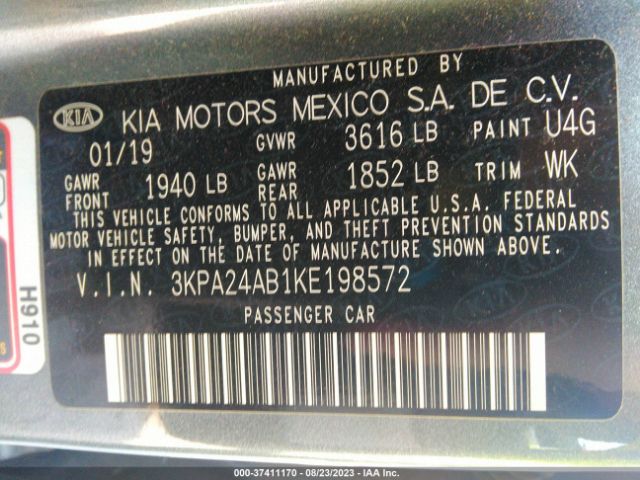 MANUFACTURED BY
KIA KIA MOTORS MEXICO S.A. DE C.V.
01/19 GVWR 3616 LB PAINT U4G
GAWR FRONT 1940 LB GAWR REAR 1852 LB TRIM WK
THIS VEHICLE CONFORMS TO ALL APPLICABLE U.S.A. FEDERAL
MOTOR VEHICLE SAFETY, BUMPER, AND THEFT PREVENTION STANDARDS
IN EFFECT ON THE DATE OF MANUFACTURE SHOWN ABOVE.
V.I.N. 3KPA24AB1KE198572
PASSENGER CAR
H910
000-37411170 - 08/23/2023 - IAA Inc.